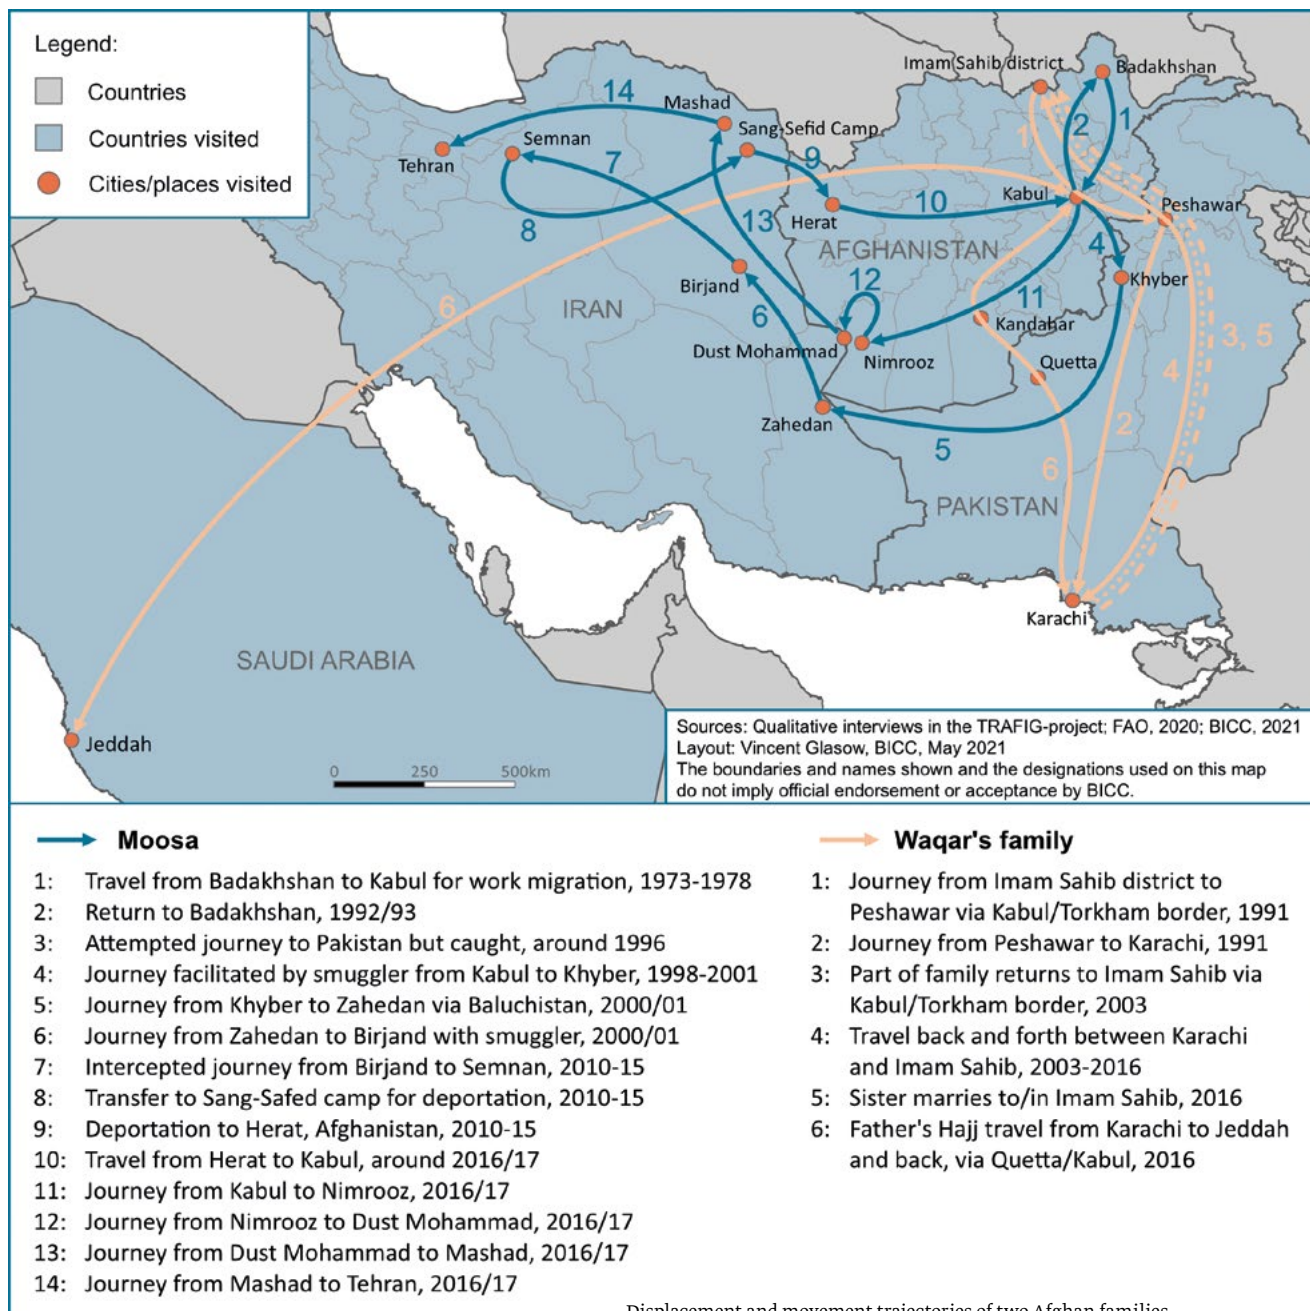 Legend:
Countries
Countries visited
Cities/places visited
Imam Sahib district
Badakhshan
14
Mashad
Sang-Sefid Camp
Semnan
Tehran
7
9
1
2
1
Kabul
Peshawar
8
13
Herat
10
AFGHANISTAN
4
Khyber
Birjand
12
11
6
IRAN
6
Kandahar
3, 5
Dust Mohammad
Nimrooz
Quetta
4
Zahedan
2
5
6
PAKISTAN
Karachi
SAUDI ARABIA
Jeddah
0 250 500km
Sources: Qualitative interviews in the TRAFIG-project; FAO, 2020; BICC, 2021
Layout: Vincent Glasow, BICC, May 2021
The boundaries and names shown and the designations used on this map
do not imply official endorsement or acceptance by BICC.
Moosa
1: Travel from Badakhshan to Kabul for work migration, 1973-1978
2: Return to Badakhshan, 1992/93
3: Attempted journey to Pakistan but caught, around 1996
4: Journey facilitated by smuggler from Kabul to Khyber, 1998-2001
5: Journey from Khyber to Zahedan via Baluchistan, 2000/01
6: Journey from Zahedan to Birjand with smuggler, 2000/01
7: Intercepted journey from Birjand to Semnan, 2010-15
8: Transfer to Sang-Safed camp for deportation, 2010-15
9: Deportation to Herat, Afghanistan, 2010-15
10: Travel from Herat to Kabul, around 2016/17
11: Journey from Kabul to Nimrooz, 2016/17
12: Journey from Nimrooz to Dust Mohammad, 2016/17
13: Journey from Dust Mohammad to Mashad, 2016/17
14: Journey from Mashad to Tehran, 2016/17
Waqar's family
1: Journey from Imam Sahib district to
Peshawar via Kabul/Torkham border, 1991
2: Journey from Peshawar to Karachi, 1991
3: Part of family returns to Imam Sahib via
Kabul/Torkham border, 2003
4: Travel back and forth between Karachi
and Imam Sahib, 2003-2016
5: Sister marries to/in Imam Sahib, 2016
6: Father's Hajj travel from Karachi to Jeddah
and back, via Quetta/Kabul, 2016
Displacement and movement trajectories of two Afghan families